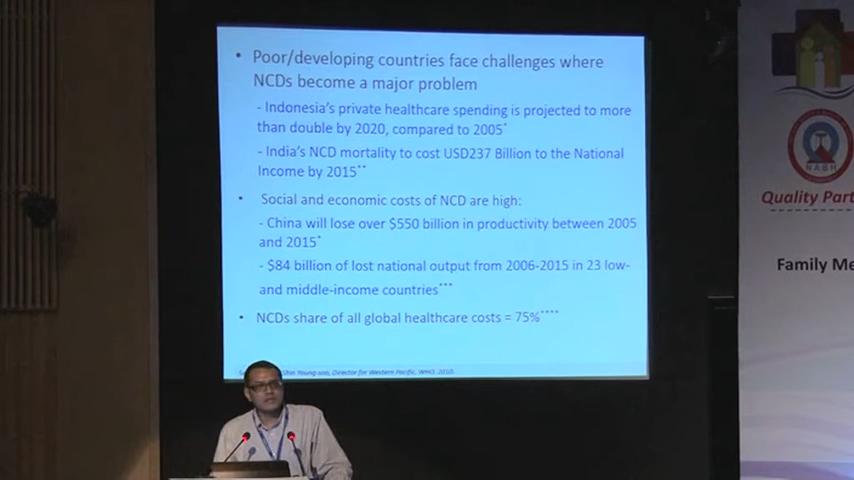 • Poor/developing countries face challenges where
NCDs become a major problem
- Indonesia's private healthcare spending is projected to more
than double by 2020, compared to 2005*
- India's NCD mortality to cost USD237 Billion to the National
Income by 2015**
• Social and economic costs of NCD are high:
- China will lose over $550 billion in productivity between 2005
and 2015*
- $84 billion of lost national output from 2006-2015 in 23 low-
and middle-income countries***
• NCDs share of all global healthcare costs = 75%****
Shin Young-soo, Director for Western Pacific, WHO. 2010.
NABH
Quality Part
Family Me